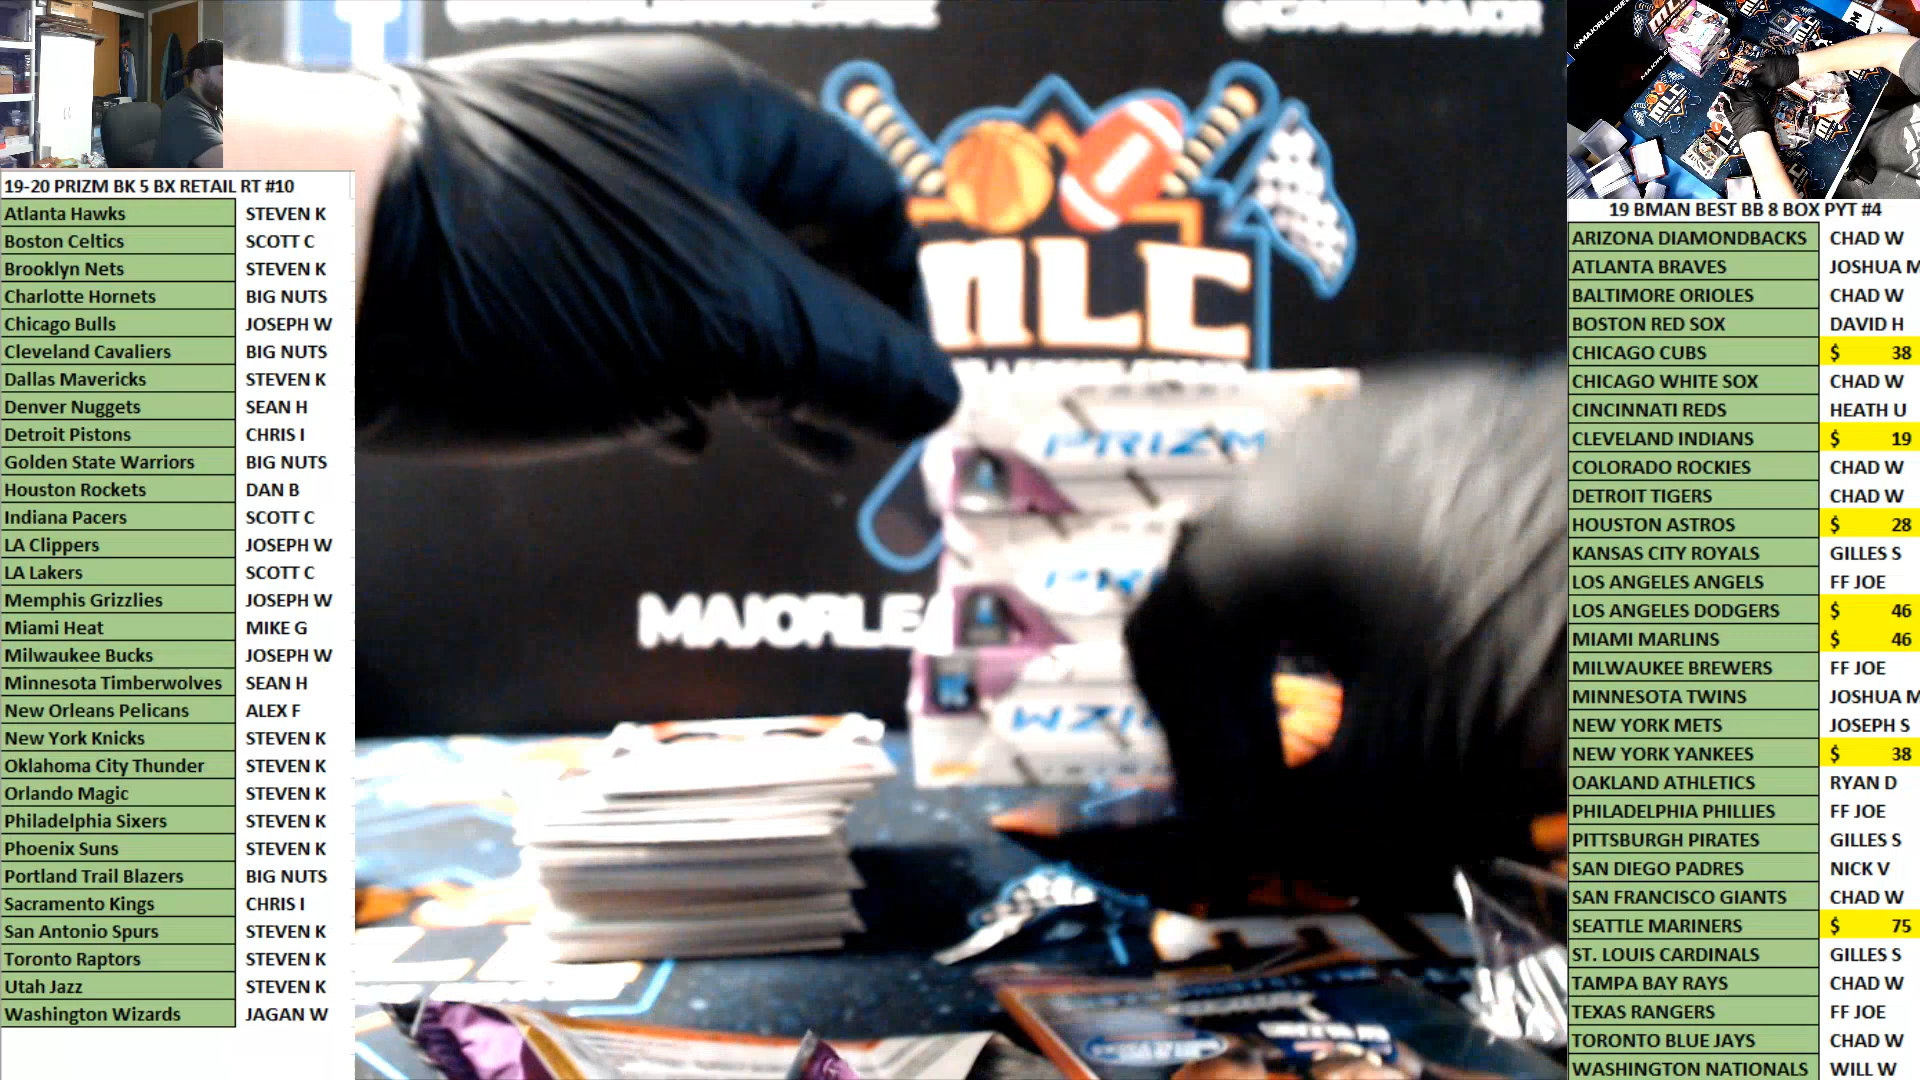 19-20 PRIZM BK 5 BX RETAIL RT #10
Atlanta Hawks STEVEN K
Boston Celtics SCOTT C
Brooklyn Nets STEVEN K
Charlotte Hornets BIG NUTS
Chicago Bulls JOSEPH W
Cleveland Cavaliers BIG NUTS
Dallas Mavericks STEVEN K
Denver Nuggets SEAN H
Detroit Pistons CHRIS I
Golden State Warriors BIG NUTS
Houston Rockets DAN B
Indiana Pacers SCOTT C
LA Clippers JOSEPH W
LA Lakers SCOTT C
Memphis Grizzlies JOSEPH W
Miami Heat MIKE G
Milwaukee Bucks JOSEPH W
Minnesota Timberwolves SEAN H
New Orleans Pelicans ALEX F
New York Knicks STEVEN K
Oklahoma City Thunder STEVEN K
Orlando Magic STEVEN K
Philadelphia Sixers STEVEN K
Phoenix Suns STEVEN K
Portland Trail Blazers BIG NUTS
Sacramento Kings CHRIS I
San Antonio Spurs STEVEN K
Toronto Raptors STEVEN K
Utah Jazz STEVEN K
Washington Wizards JAGAN W
MLC
PRIZM
MAJORLEA
MLC
19 BMAN BEST BB 8 BOX PYT #4
ARIZONA DIAMONDBACKS CHAD W
ATLANTA BRAVES JOSHUA M
BALTIMORE ORIOLES CHAD W
BOSTON RED SOX DAVID H
CHICAGO CUBS $ 38
CHICAGO WHITE SOX CHAD W
CINCINNATI REDS HEATH U
CLEVELAND INDIANS $ 19
COLORADO ROCKIES CHAD W
DETROIT TIGERS CHAD W
HOUSTON ASTROS $ 28
KANSAS CITY ROYALS GILLES S
LOS ANGELES ANGELS FF JOE
LOS ANGELES DODGERS $ 46
MIAMI MARLINS $ 46
MILWAUKEE BREWERS FF JOE
MINNESOTA TWINS JOSHUA M
NEW YORK METS JOSEPH S
NEW YORK YANKEES $ 38
OAKLAND ATHLETICS RYAN D
PHILADELPHIA PHILLIES FF JOE
PITTSBURGH PIRATES GILLES S
SAN DIEGO PADRES NICK V
SAN FRANCISCO GIANTS CHAD W
SEATTLE MARINERS $ 75
ST. LOUIS CARDINALS GILLES S
TAMPA BAY RAYS CHAD W
TEXAS RANGERS FF JOE
TORONTO BLUE JAYS CHAD W
WASHINGTON NATIONALS WILL W